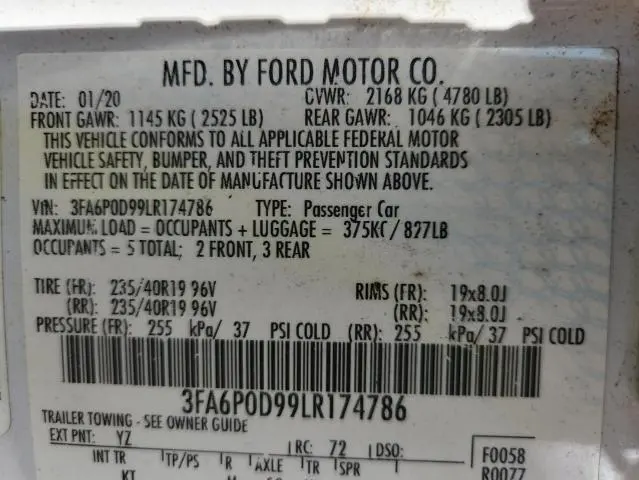 MFD. BY FORD MOTOR CO.
DATE: 01/20 GVWR: 2168 KG ( 4780 LB)
FRONT GAWR: 1145 KG ( 2525 LB) REAR GAWR: 1046 KG ( 2305 LB)
THIS VEHICLE CONFORMS TO ALL APPLICABLE FEDERAL MOTOR
VEHICLE SAFETY, BUMPER, AND THEFT PREVENTION STANDARDS
IN EFFECT ON THE DATE OF MANUFACTURE SHOWN ABOVE.
VIN: 3FA6P0D99LR174786 TYPE: Passenger Car
MAXIMUM LOAD = OCCUPANTS + LUGGAGE = 375KG / 827LB
OCCUPANTS = 5 TOTAL: 2 FRONT, 3 REAR
TIRE (FR): 235/40R19 96V RIMS (FR): 19x8.0J
(RR): 235/40R19 96V (RR): 19x8.0J
PRESSURE (FR): 255 kPa/ 37 PSI COLD (RR): 255 kPa/ 37 PSI COLD
3FA6P0D99LR174786
TRAILER TOWING - SEE OWNER GUIDE
EXT PNT: YZ RC: 72 DSO: F0058
INT TR TP/PS R AXLE TR SPR R0077
KT